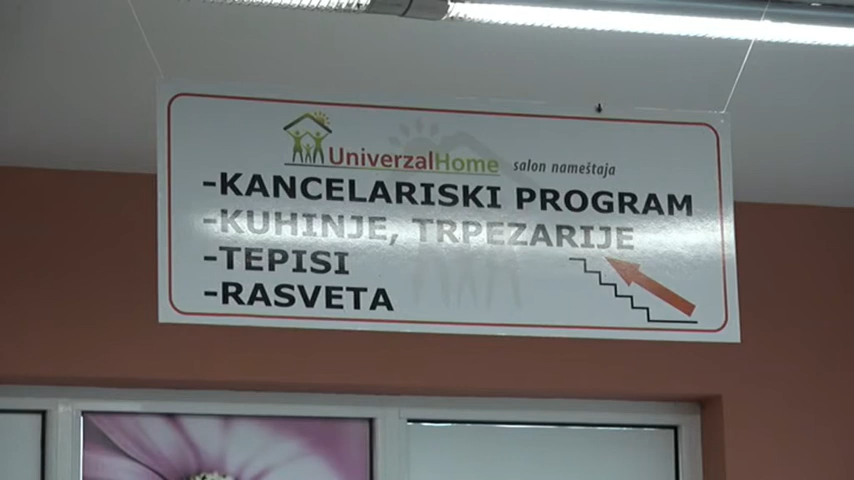 UniverzalHome salon nameštaja
-KANCELARISKI PROGRAM
-KUHINJE, TRPEZARIJE
-TEPISI
-RASVETA